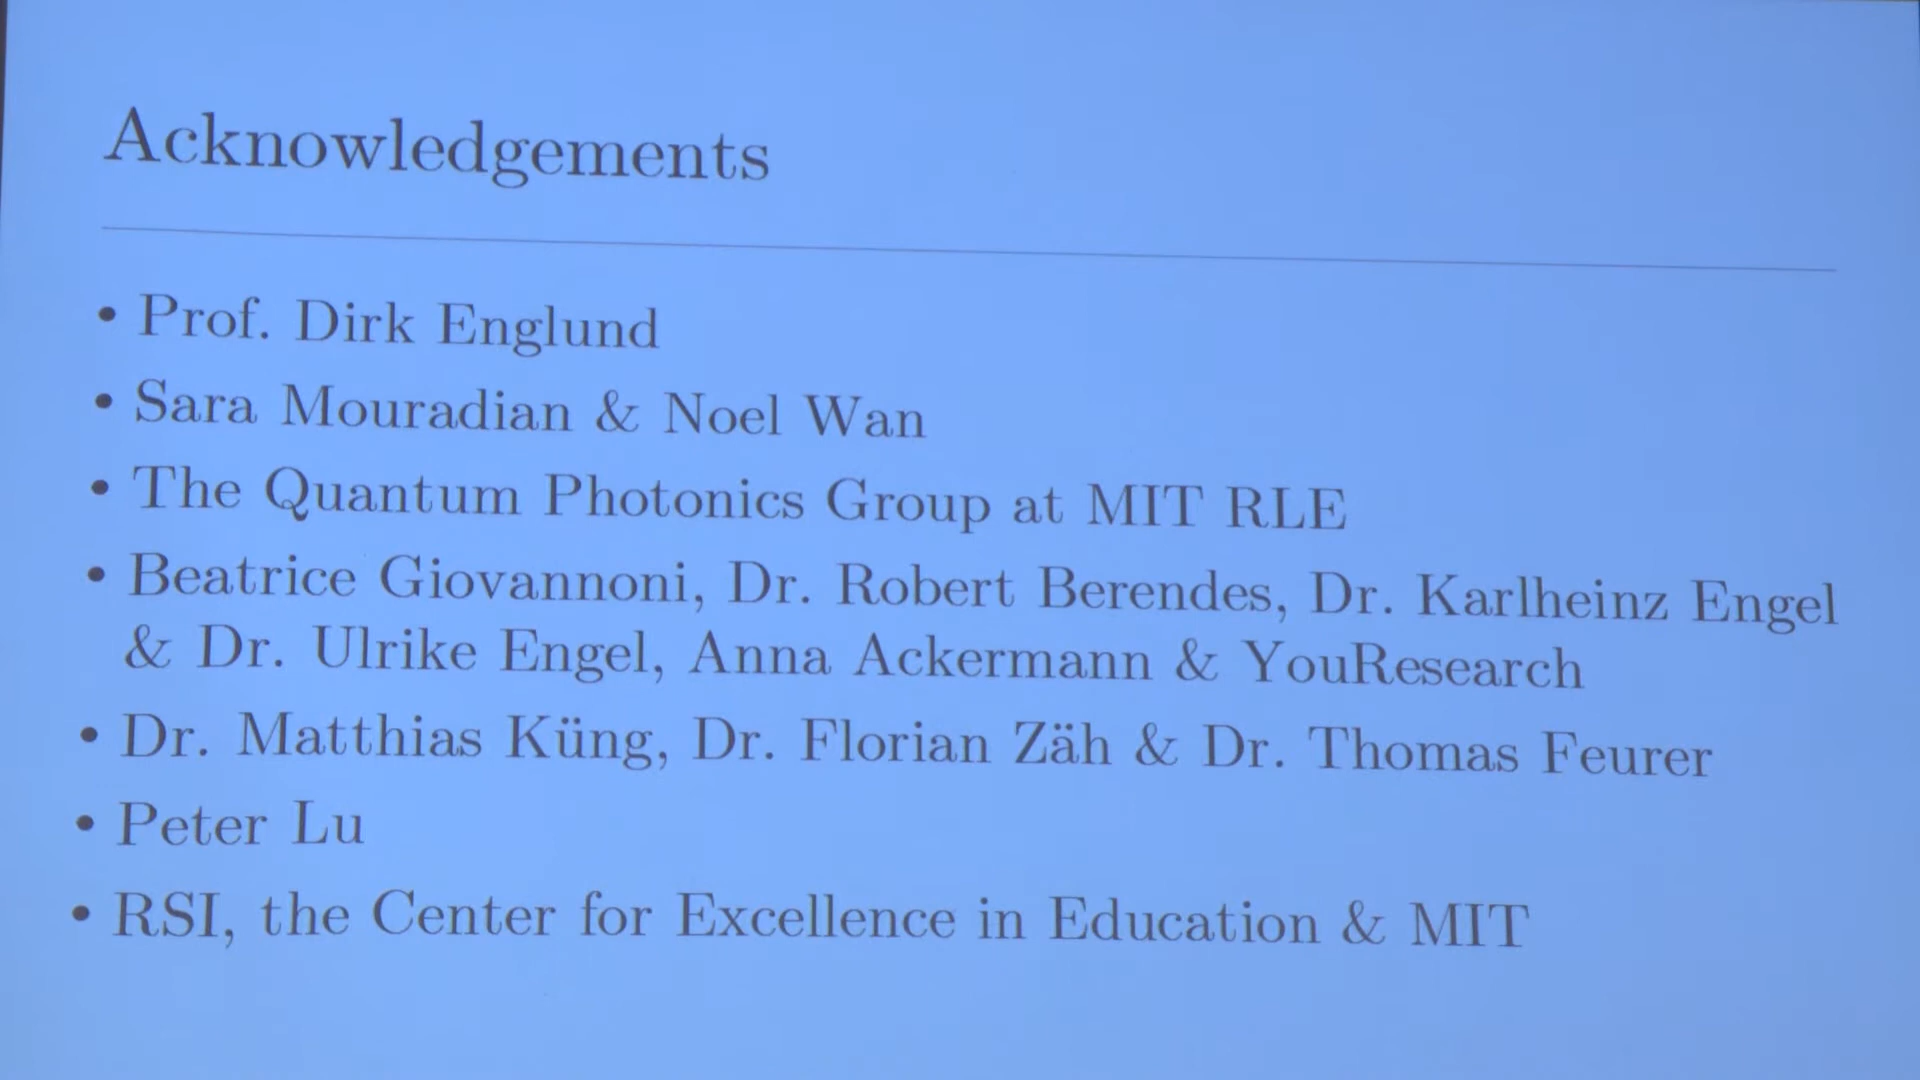 Acknowledgements
• Prof. Dirk Englund
• Sara Mouradian & Noel Wan
• The Quantum Photonics Group at MIT RLE
• Beatrice Giovannoni, Dr. Robert Berendes, Dr. Karlheinz Engel
& Dr. Ulrike Engel, Anna Ackermann & YouResearch
• Dr. Matthias Küng, Dr. Florian Zäh & Dr. Thomas Feurer
• Peter Lu
• RSI, the Center for Excellence in Education & MIT